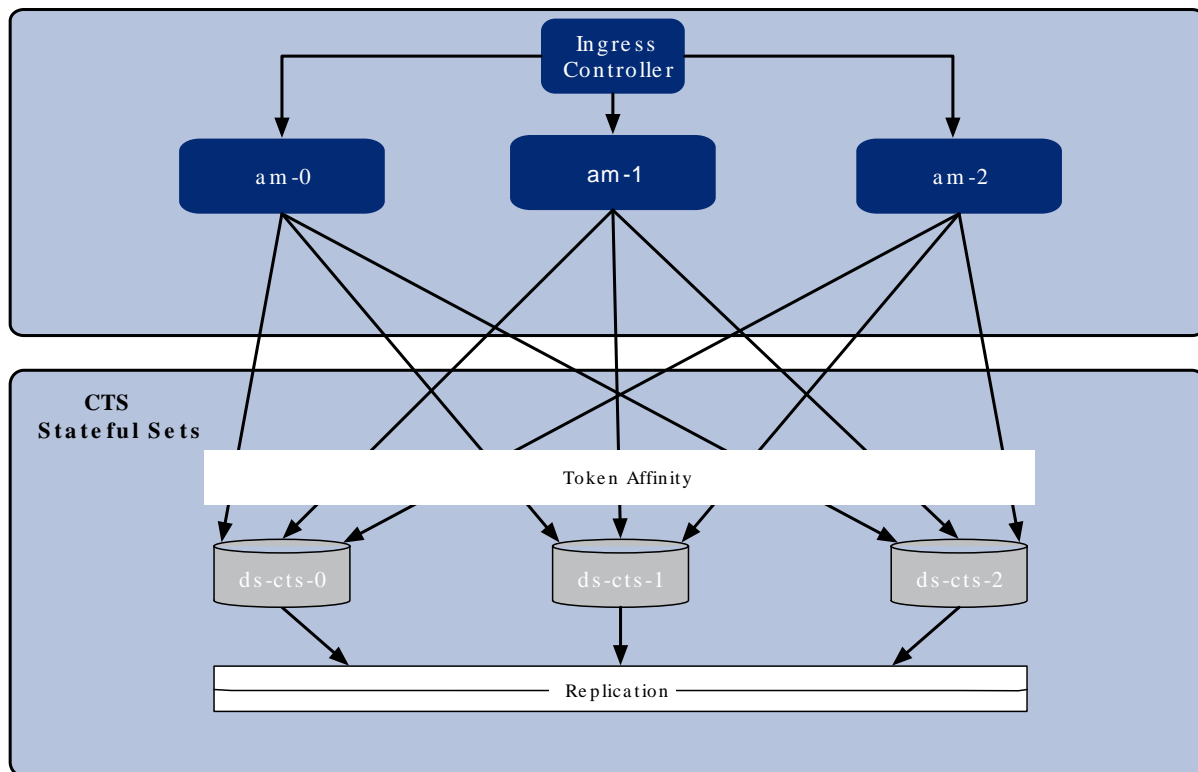 Ingress
Controller
am-0
am-1
am-2
CTS
Stateful Sets
Token Affinity
ds-cts-0
ds-cts-1
ds-cts-2
Replication